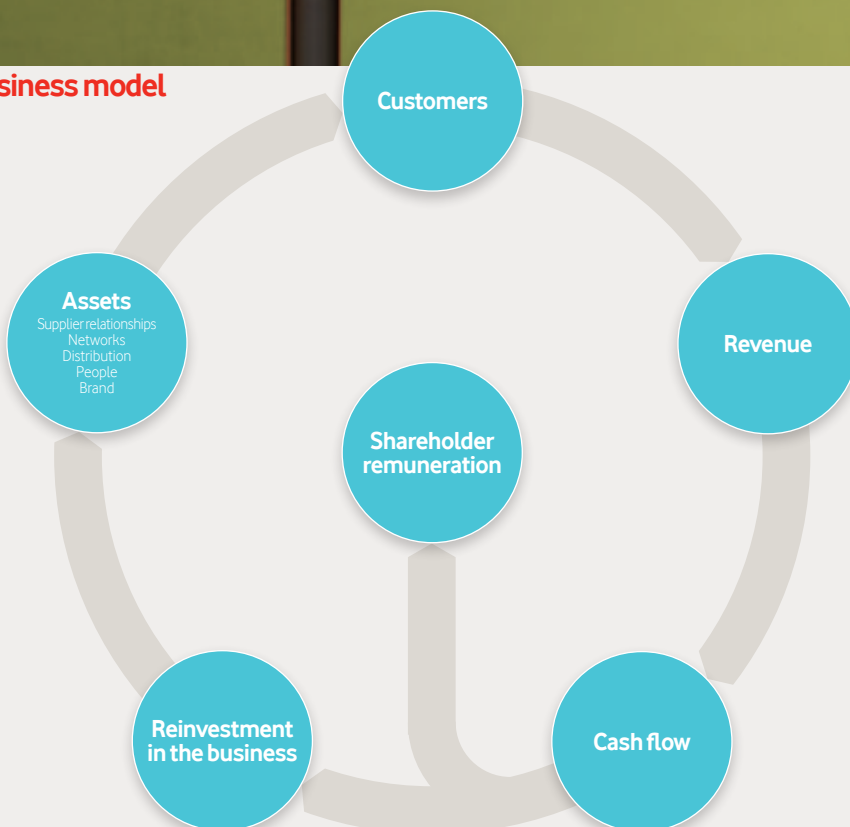 siness model
Customers
Assets
Supplier relationships
Networks
Distribution
People
Brand
Revenue
Shareholder
remuneration
Reinvestment
in the business
Cash flow